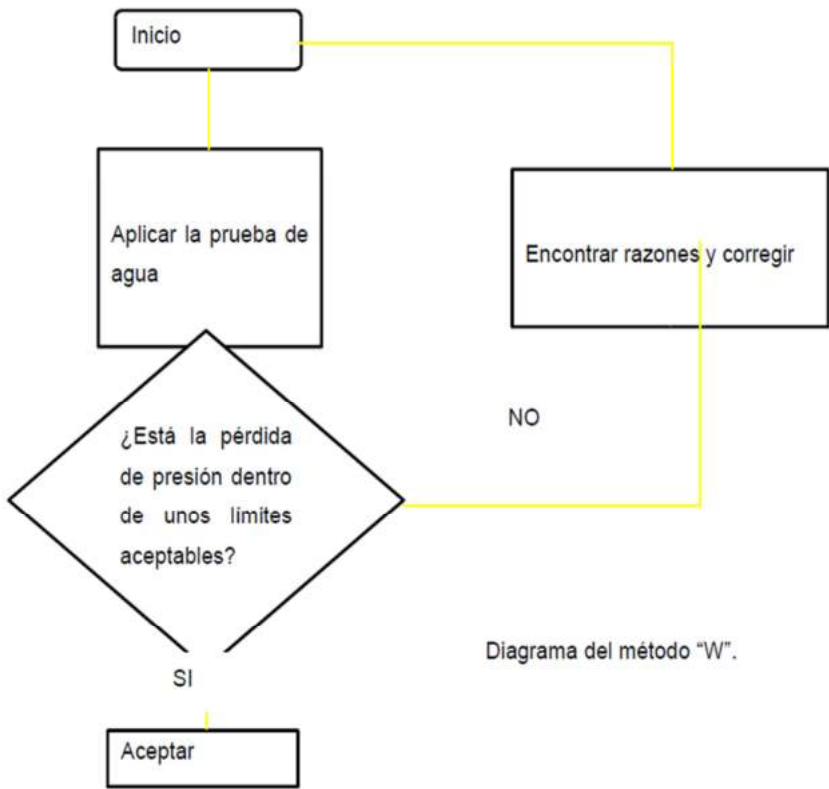 Inicio
Aplicar la prueba de
agua
Encontrar razones y corregir
¿Está la pérdida
de presión dentro
de unos límites
aceptables?
NO
SI
Diagrama del método “W”.
Aceptar